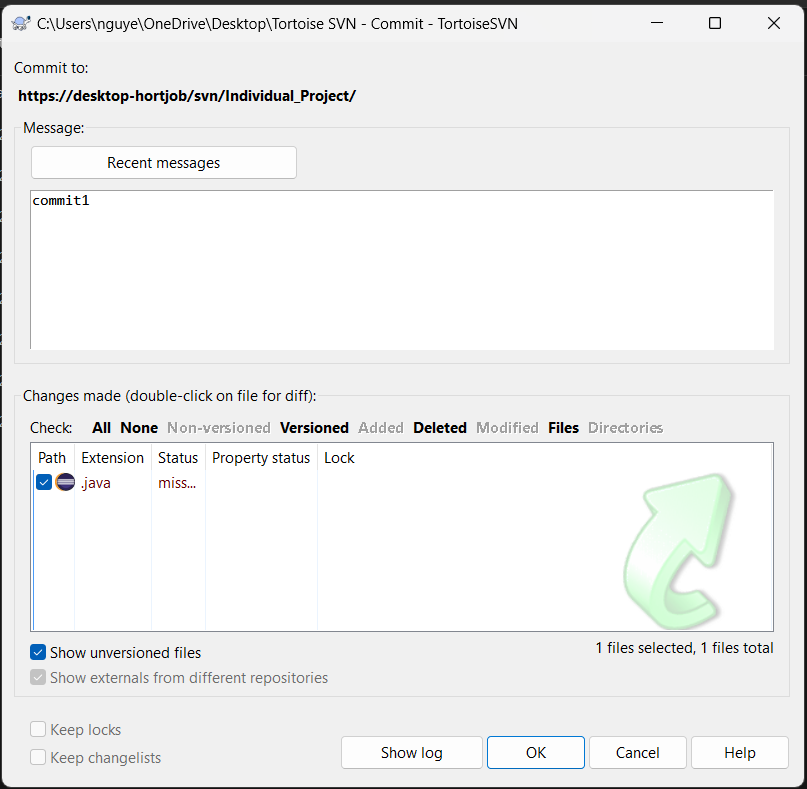 C:\Users\nguye\OneDrive\Desktop\Tortoise SVN - Commit - TortoiseSVN
Commit to:
https://desktop-hortjob/svn/Individual_Project/
Message:
Recent messages
commit1
Changes made (double-click on file for diff):
Check: All None Non-versioned Versioned Added Deleted Modified Files Directories
Path Extension Status Property status Lock
.java miss...
Show unversioned files
1 files selected, 1 files total
Show externals from different repositories
Keep locks
Keep changelists
Show log OK Cancel Help